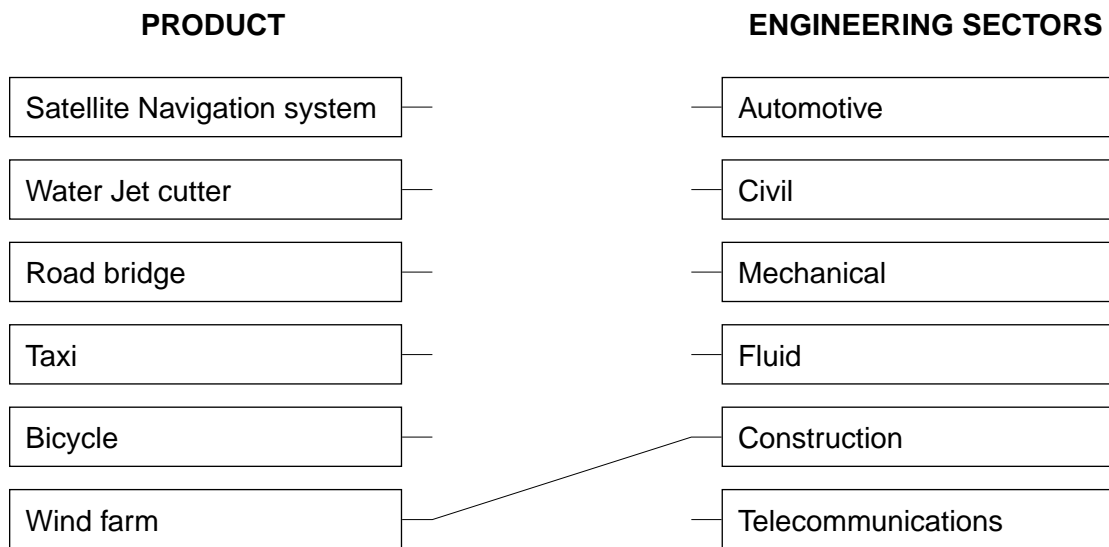 PRODUCT ENGINEERING SECTORS
Satellite Navigation system Automotive
Water Jet cutter Civil
Road bridge Mechanical
Taxi Fluid
Bicycle Construction
Wind farm Telecommunications